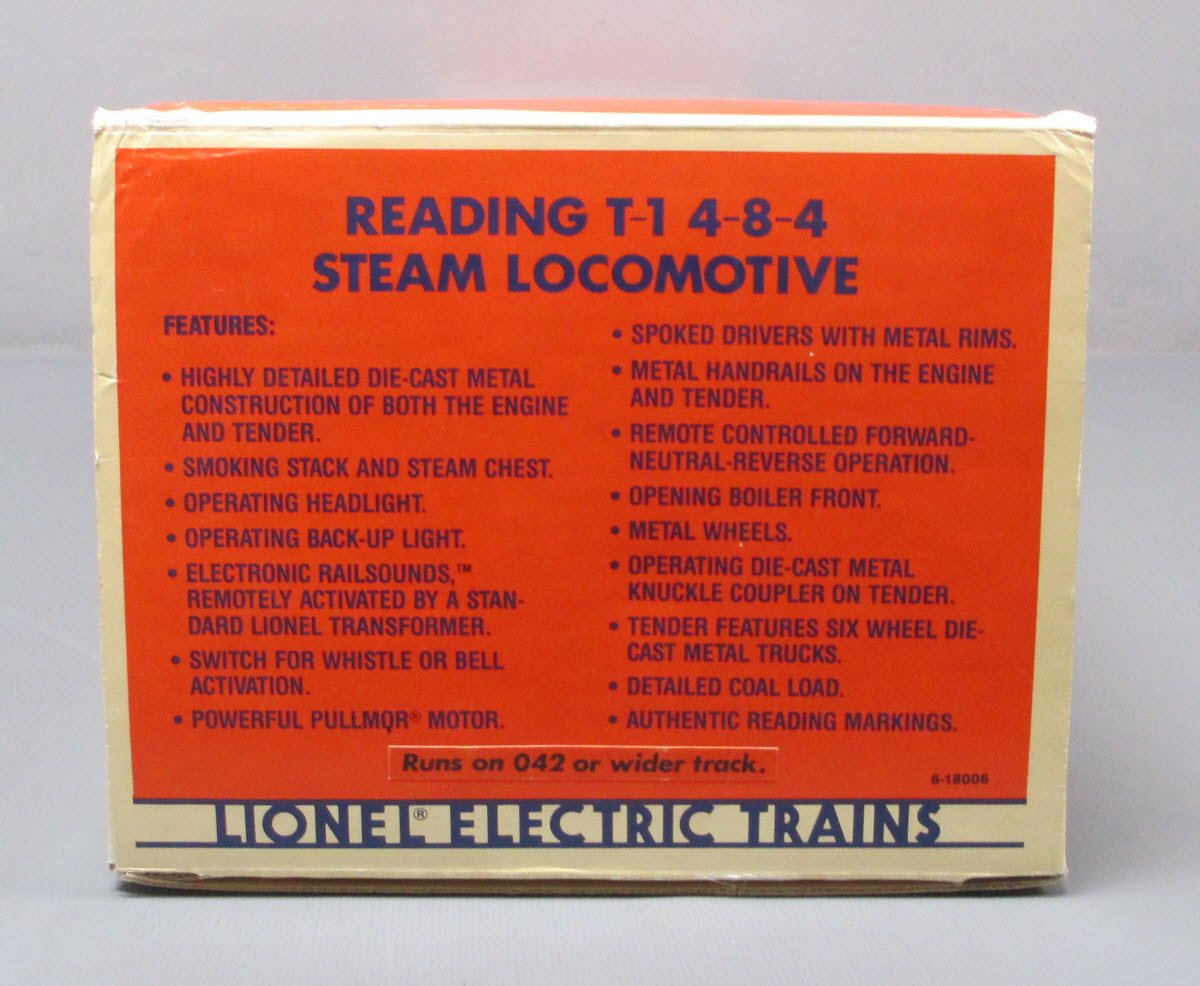 READING T-1 4-8-4
STEAM LOCOMOTIVE
FEATURES:
• HIGHLY DETAILED DIE-CAST METAL
CONSTRUCTION OF BOTH THE ENGINE
AND TENDER.
• SMOKING STACK AND STEAM CHEST.
• OPERATING HEADLIGHT.
• OPERATING BACK-UP LIGHT.
• ELECTRONIC RAILSOUNDS,™
REMOTELY ACTIVATED BY A STAN-
DARD LIONEL TRANSFORMER.
• SWITCH FOR WHISTLE OR BELL
ACTIVATION.
• POWERFUL PULLMOR® MOTOR.
• SPOKED DRIVERS WITH METAL RIMS.
• METAL HANDRAILS ON THE ENGINE
AND TENDER.
• REMOTE CONTROLLED FORWARD-
NEUTRAL-REVERSE OPERATION.
• OPENING BOILER FRONT.
• METAL WHEELS.
• OPERATING DIE-CAST METAL
KNUCKLE COUPLER ON TENDER.
• TENDER FEATURES SIX WHEEL DIE-
CAST METAL TRUCKS.
• DETAILED COAL LOAD.
• AUTHENTIC READING MARKINGS.
Runs on 042 or wider track.
6-18006
LIONEL® ELECTRIC TRAINS